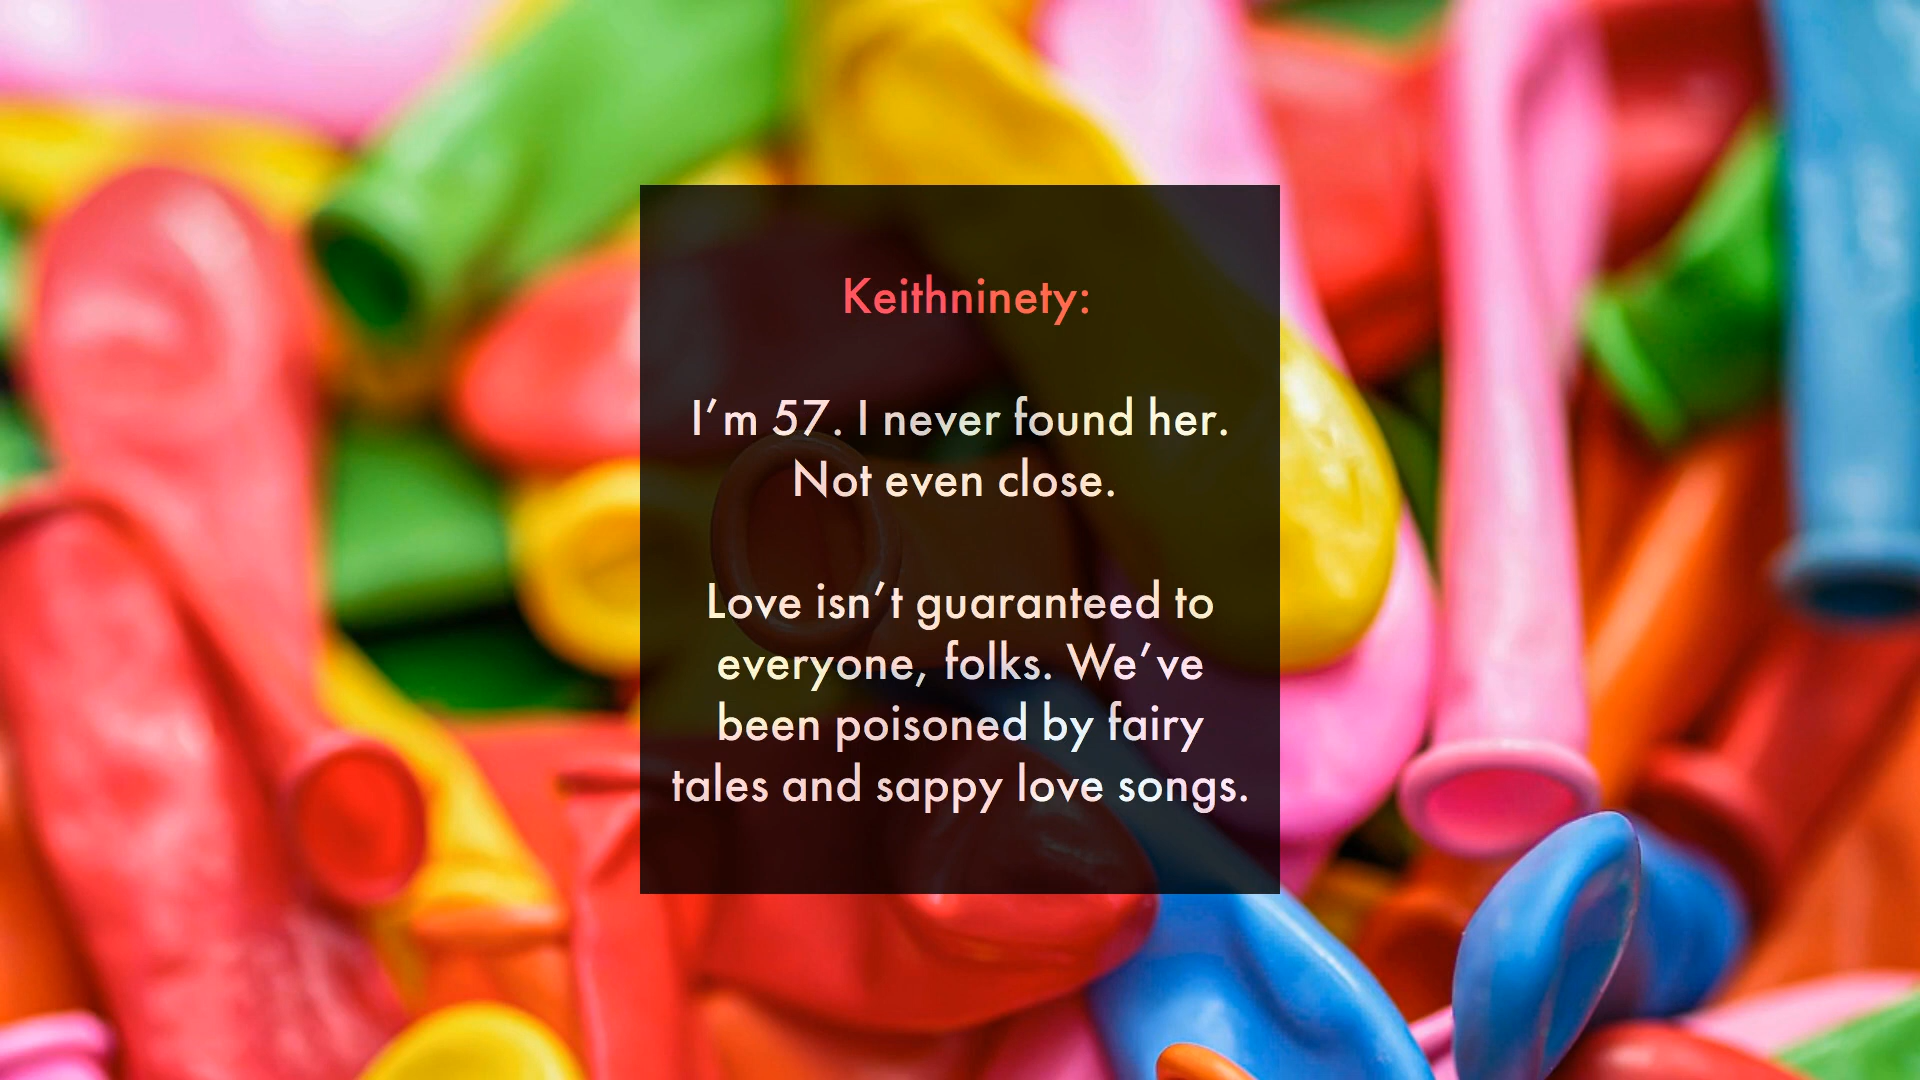 Keithninety:
I’m 57. I never found her.
Not even close.
Love isn’t guaranteed to
everyone, folks. We’ve
been poisoned by fairy
tales and sappy love songs.